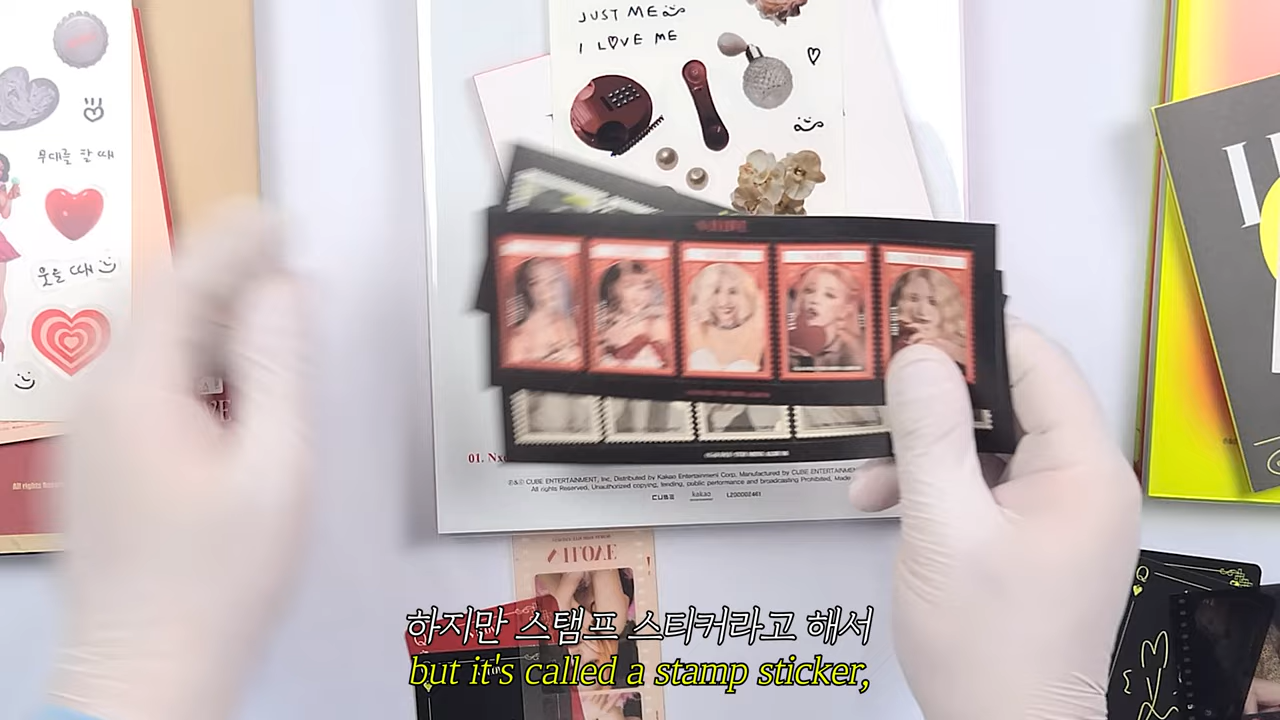 JUST ME
I LOVE ME
무대를 할 때
웃을 때
01. Nx
℗&© CUBE ENTERTAINMENT, Inc, Distributed by Kakao Entertainment Corp, Manufactured by CUBE ENTERTAINMENT
All rights Reserved, Unauthorized copying, lending, public performance and broadcasting Prohibited, Made
CUBE kakao L200002461
All rights
I LOVE
Q
하지만 스탬프 스티커라고 해서
but it's called a stamp sticker,